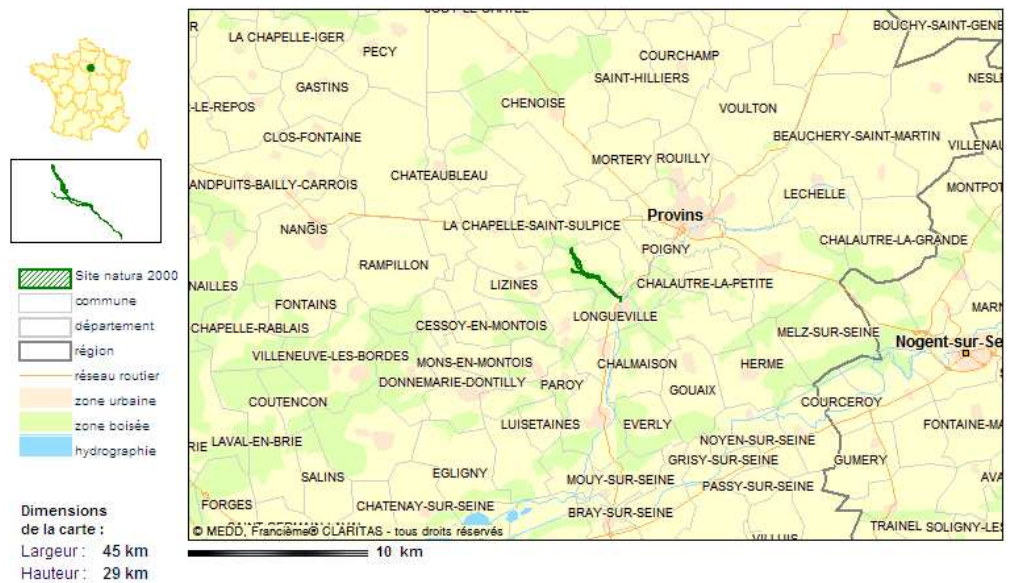 BOUCHY-SAINT-GENE
R
LA CHAPELLE-IGER
PECY
COURCHAMP
SAINT-HILLIERS
NESL
GASTINS
-LE-REPOS
CHENOISE
VOULTON
CLOS-FONTAINE
BEAUCHERY-SAINT-MARTIN
VILLENAU
MORTERY ROUILLY
ANDPUITS-BAILLY-CARROIS
CHATEAUBLEAU
LECHELLE
MONTPOT
Provins
NANGIS
LA CHAPELLE-SAINT-SULPICE
POIGNY
CHALAUTRE-LA-GRANDE
RAMPILLON
NAILLES
LIZINES
CHALAUTRE-LA-PETITE
FONTAINS
MARN
CHAPELLE-RABLAIS
CESSOY-EN-MONTOIS
LONGUEVILLE
MELZ-SUR-SEINE
Nogent-sur-Se
VILLENEUVE-LES-BORDES
MONS-EN-MONTOIS
CHALMAISON
HERME
DONNEMARIE-DONTILLY
PAROY
GOUAIX
COUTENCON
COURCEROY
LUISETAINES
EVERLY
FONTAINE-MA
RIE
LAVAL-EN-BRIE
NOYEN-SUR-SEINE
GRISY-SUR-SEINE
GUMERY
SALINS
EGLIGNY
MOUY-SUR-SEINE
PASSY-SUR-SEINE
AVA
FORGES
CHATENAY-SUR-SEINE
BRAY-SUR-SEINE
TRAINEL
SOLIGNY-LES
© MEDD, Francième® CLARITAS - tous droits réservés
10 km
Site natura 2000
commune
département
région
réseau routier
zone urbaine
zone boisée
hydrographie
Dimensions
de la carte :
Largeur : 45 km
Hauteur : 29 km